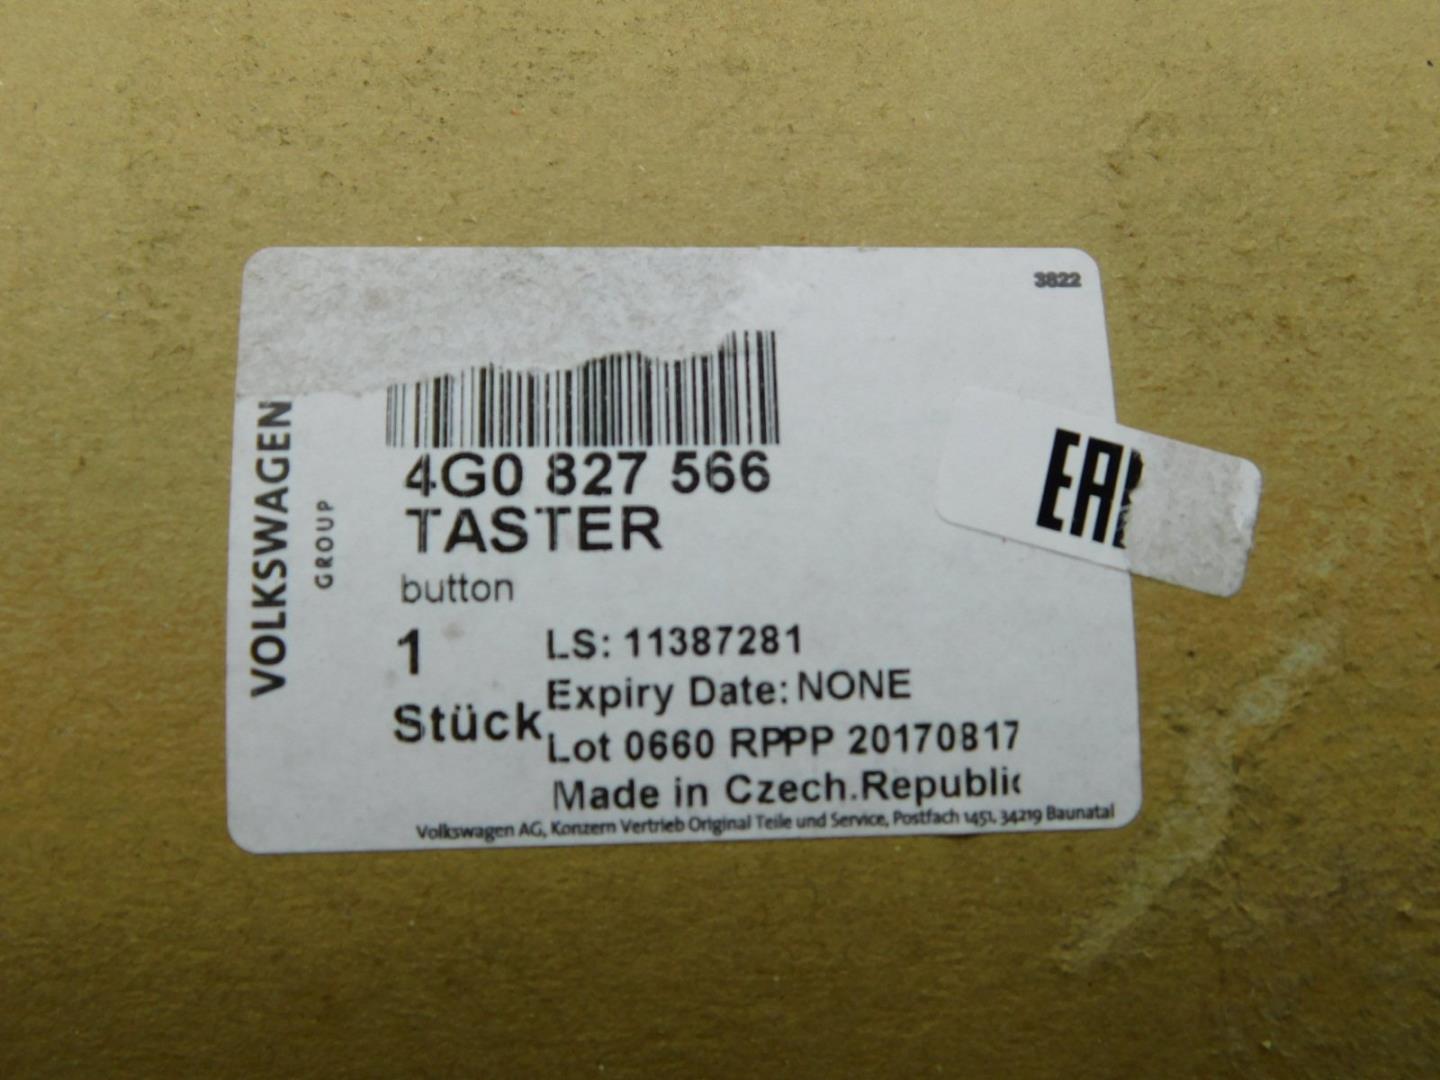 3822
VOLKSWAGEN
GROUP
4G0 827 566
TASTER
button
1
Stück
LS: 11387281
Expiry Date: NONE
Lot 0660 RPPP 20170817
Made in Czech.Republic
Volkswagen AG, Konzern Vertrieb Original Teile und Service, Postfach 1451, 34219 Baunatal
EAC